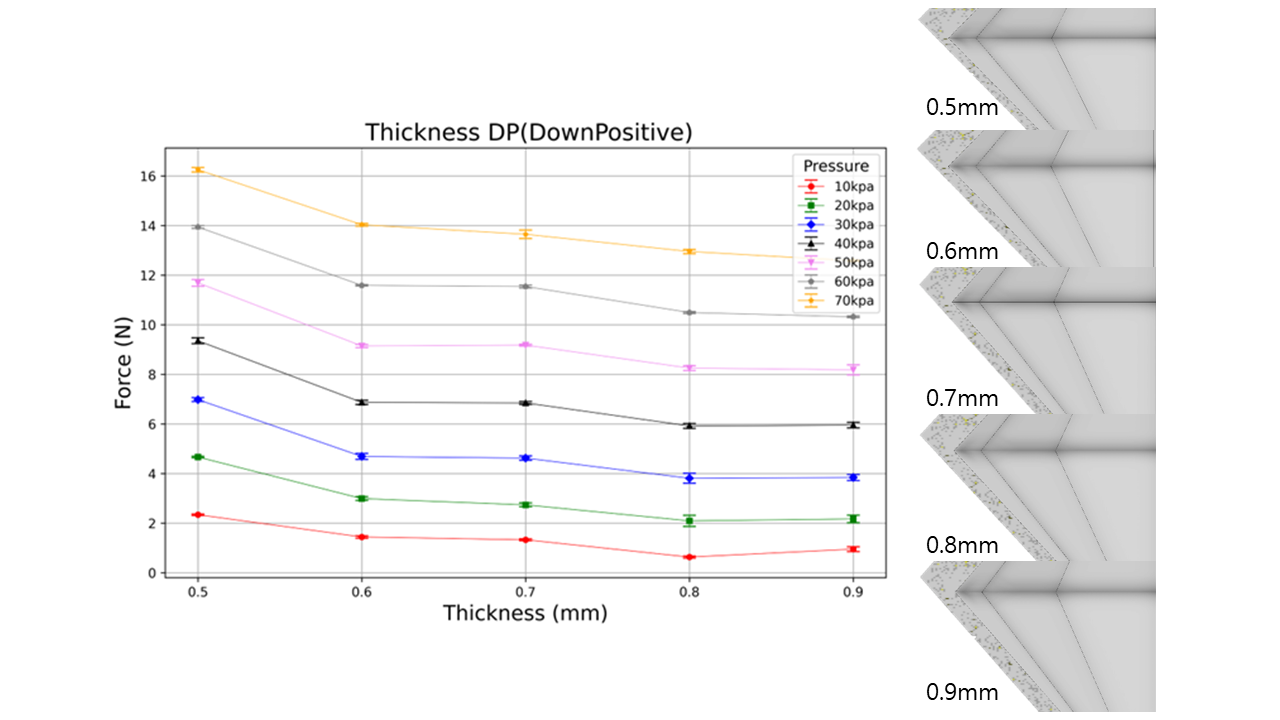 Thickness DP(DownPositive)
Force (N)
16
14
12
10
8
6
4
2
0
0.5
0.6
0.7
0.8
0.9
Thickness (mm)
Pressure
10kpa
20kpa
30kpa
40kpa
50kpa
60kpa
70kpa
0.5mm
0.6mm
0.7mm
0.8mm
0.9mm